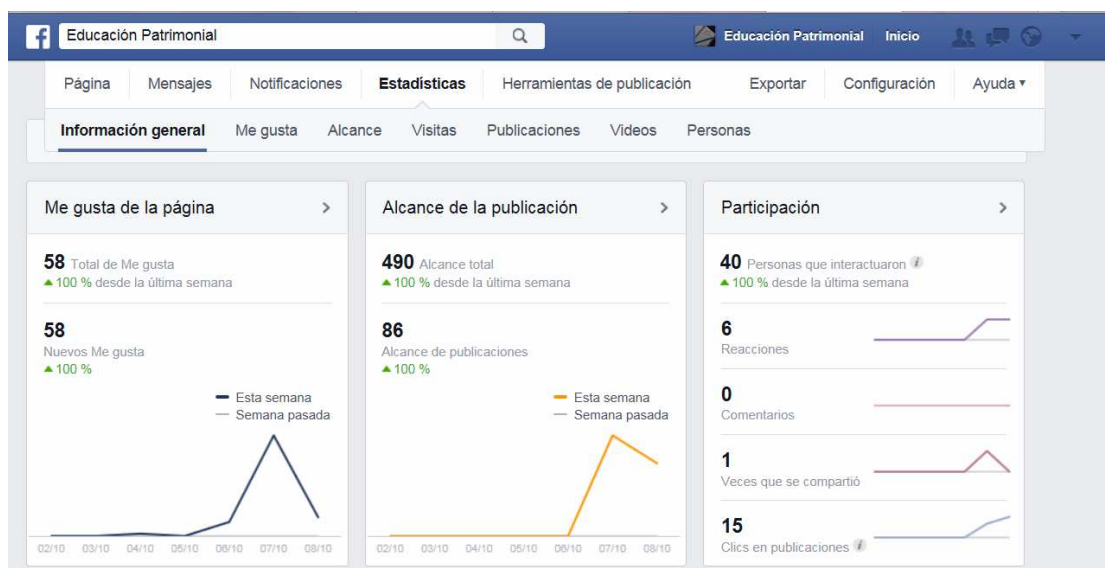 f Educación Patrimonial Educación Patrimonial Inicio
Página Mensajes Notificaciones Estadísticas Herramientas de publicación Exportar Configuración Ayuda
Información general Me gusta Alcance Visitas Publicaciones Videos Personas
Me gusta de la página
58 Total de Me gusta
100 % desde la última semana
58
Nuevos Me gusta
100 %
Esta semana
Semana pasada
02/10 03/10 04/10 05/10 06/10 07/10 08/10
Alcance de la publicación
490 Alcance total
100 % desde la última semana
86
Alcance de publicaciones
100 %
Esta semana
Semana pasada
02/10 03/10 04/10 05/10 06/10 07/10 08/10
Participación
40 Personas que interactuaron i
100 % desde la última semana
6
Reacciones
0
Comentarios
1
Veces que se compartió
15
Clics en publicaciones i